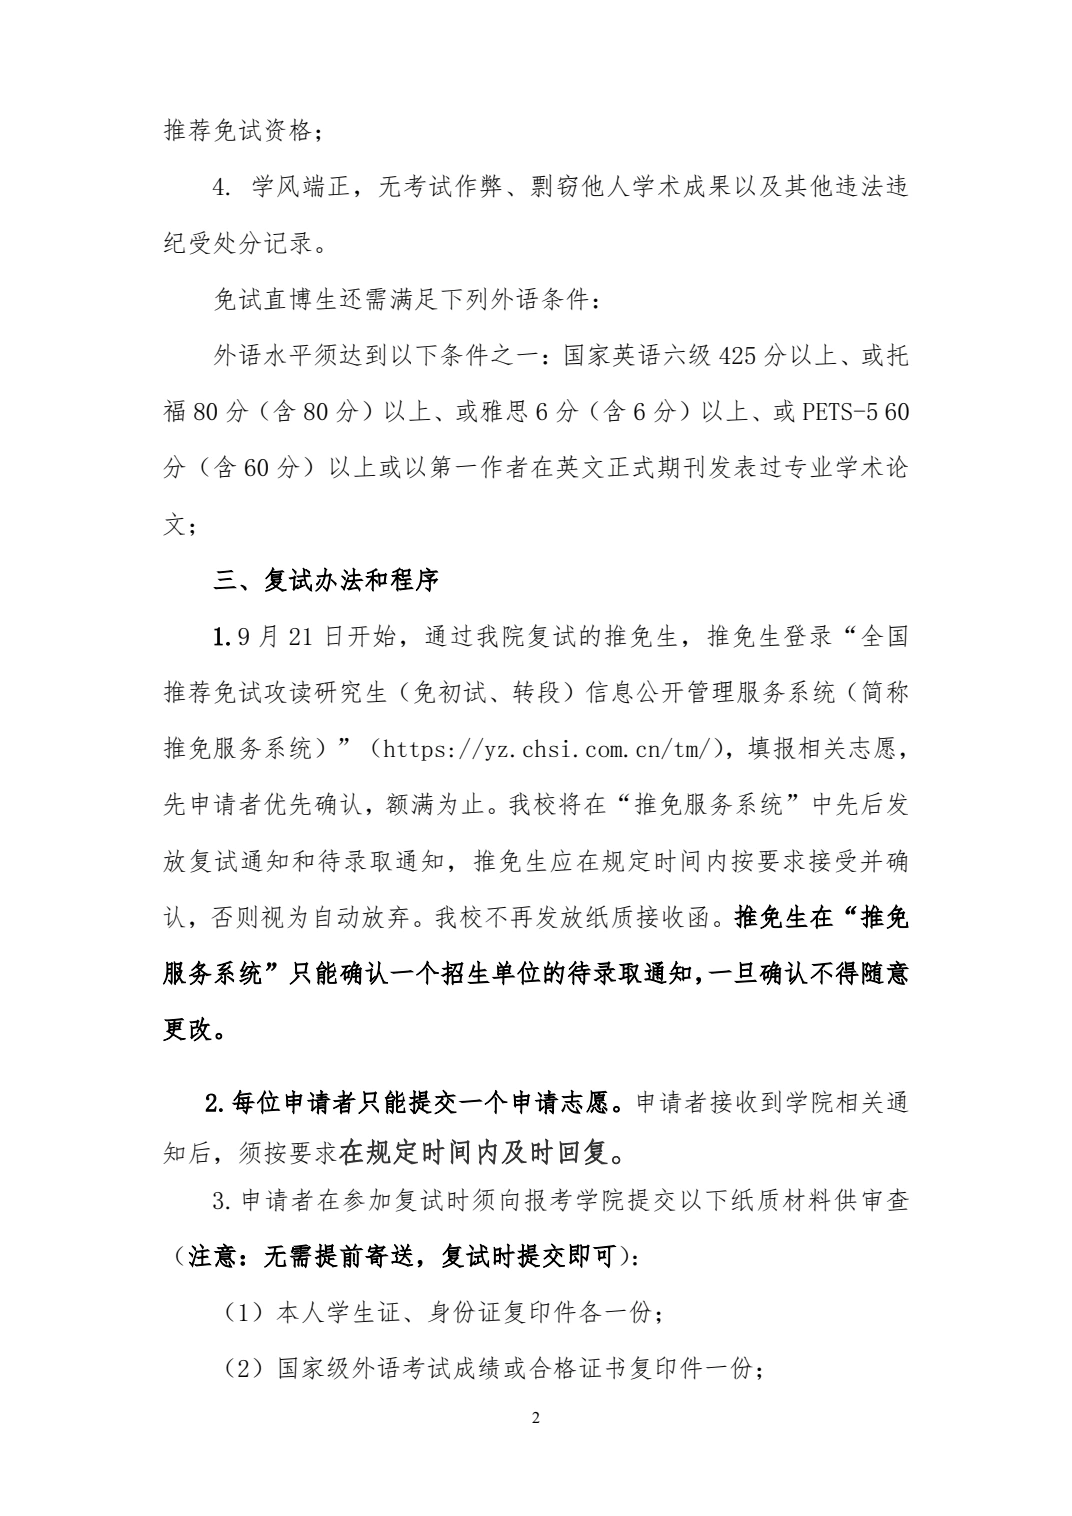 推荐免试资格；
4. 学风端正，无考试作弊、剽窃他人学术成果以及其他违法违
纪受处分记录。
免试直博生还需满足下列外语条件：
外语水平须达到以下条件之一：国家英语六级 425 分以上、或托
福 80 分（含 80 分）以上、或雅思 6 分（含 6 分）以上、或 PETS-5 60
分（含 60 分）以上或以第一作者在英文正式期刊发表过专业学术论
文；
三、复试办法和程序
1. 9 月 21 日开始，通过我院复试的推免生，推免生登录“全国
推荐免试攻读研究生（免初试、转段）信息公开管理服务系统（简称
推免服务系统）”（https://yz.chsi.com.cn/tm/），填报相关志愿，
先申请者优先确认，额满为止。我校将在“推免服务系统”中先后发
放复试通知和待录取通知，推免生应在规定时间内按要求接受并确
认，否则视为自动放弃。我校不再发放纸质接收函。推免生在“推免
服务系统”只能确认一个招生单位的待录取通知，一旦确认不得随意
更改。
2. 每位申请者只能提交一个申请志愿。申请者接收到学院相关通
知后，须按要求在规定时间内及时回复。
3. 申请者在参加复试时须向报考学院提交以下纸质材料供审查
（注意：无需提前寄送，复试时提交即可）：
（1）本人学生证、身份证复印件各一份；
（2）国家级外语考试成绩或合格证书复印件一份；
2